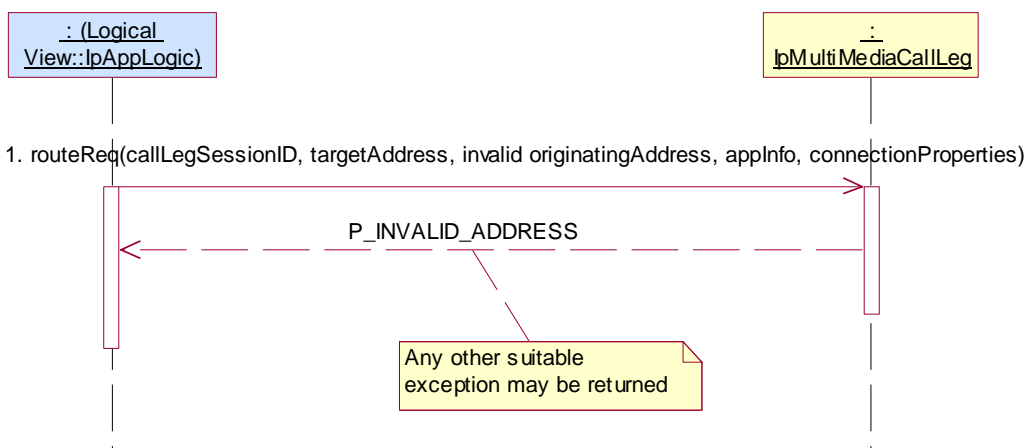 : (Logical
View::IpAppLogic)
:
IpMultiMediaCallLeg
1. routeReq(callLegSessionID, targetAddress, invalid originatingAddress, appInfo, connectionProperties)
P_INVALID_ADDRESS
Any other suitable
exception may be returned